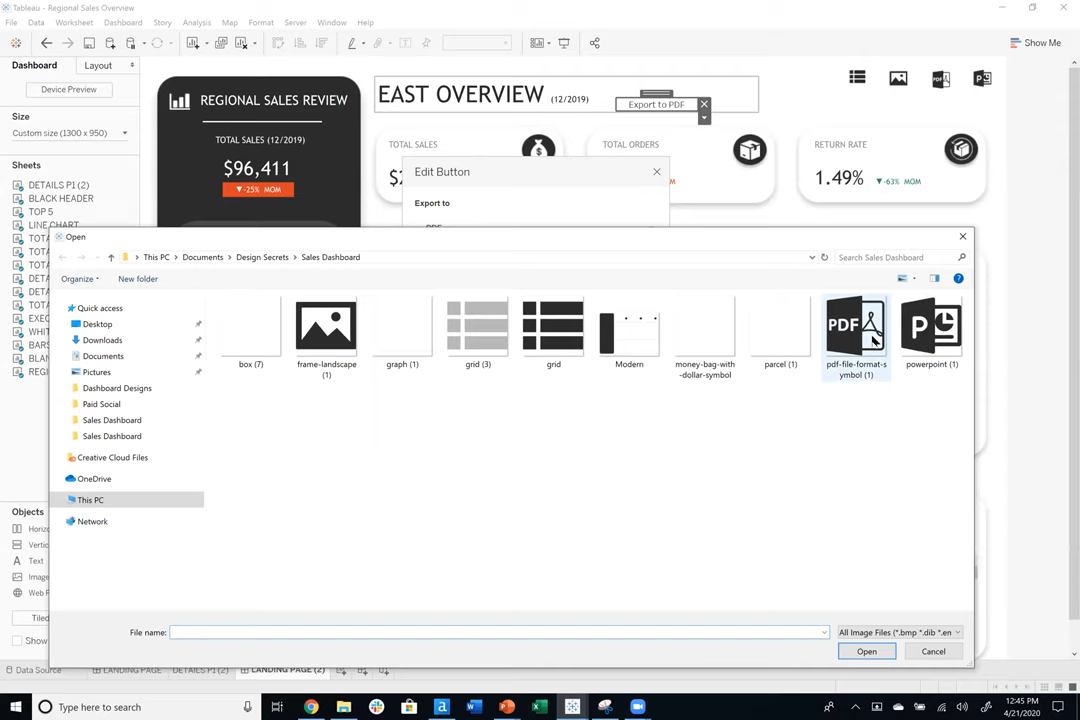 Tableau - Regional Sales Overview
File Data Worksheet Dashboard Story Analysis Map Format Server Window Help
Show Me
Dashboard Layout
Device Preview
Size
Custom size (1300 x 950)
Sheets
DETAILS P1 (2)
BLACK HEADER
TOP 5
LINE CHART
REGIONAL SALES REVIEW
TOTAL SALES (12/2019)
$96,411
▼-25% MOM
EAST OVERVIEW (12/2019)
Export to PDF
TOTAL SALES
TOTAL ORDERS
RETURN RATE
1.49% ▼-63% MOM
Edit Button
Export to
PDF
Open
This PC > Documents > Design Secrets > Sales Dashboard
Search Sales Dashboard
Organize New folder
Quick access
Desktop
Downloads
Documents
Pictures
Dashboard Designs
Paid Social
Sales Dashboard
Sales Dashboard
Creative Cloud Files
OneDrive
This PC
Network
PDF
P
box (7)
frame-landscape (1)
graph (1)
grid (3)
grid
Modern
money-bag-with-dollar-symbol
parcel (1)
pdf-file-format-symbol (1)
powerpoint (1)
Objects
Text
File name:
All Image Files (*.bmp *.dib *.en
Open Cancel
Data Source LANDING PAGE DETAILS P1 (2) LANDING PAGE (2)
Type here to search
12:45 PM
4/21/2020